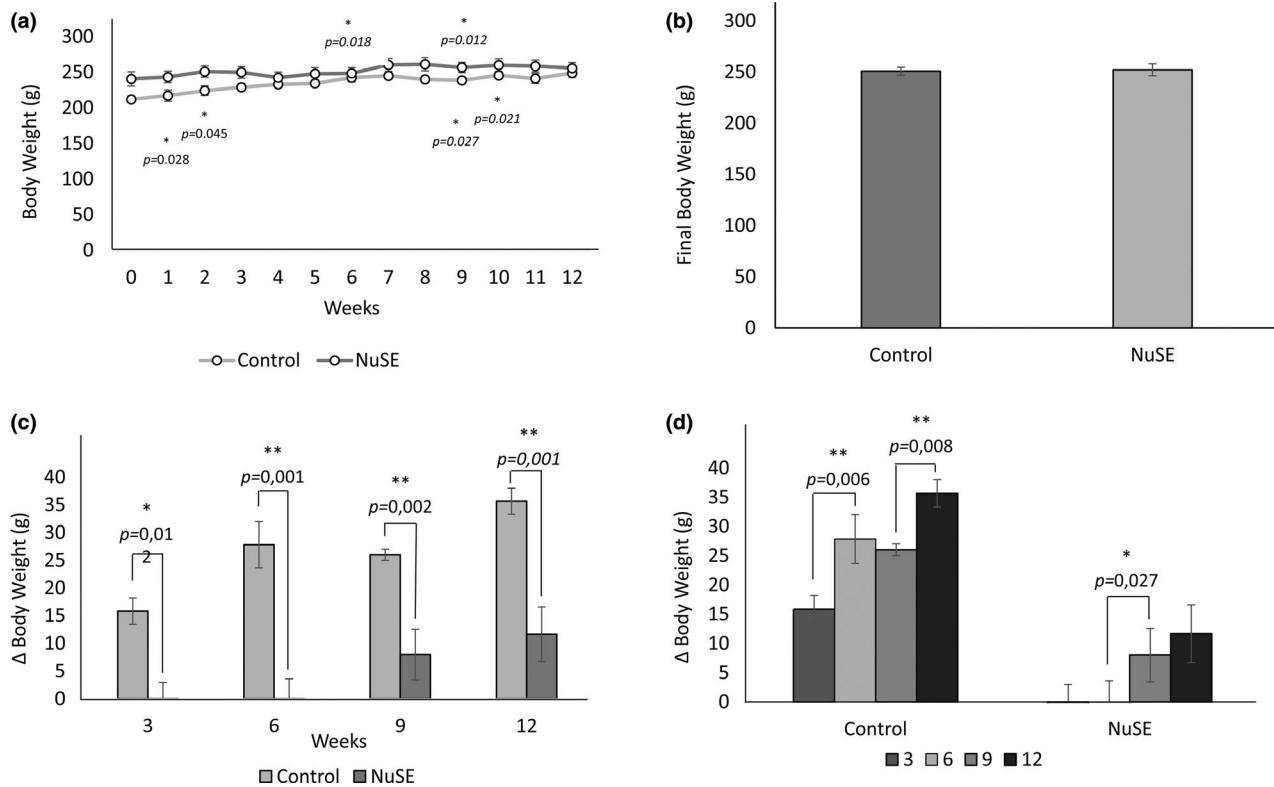 (a)
Body Weight (g)
300
250
200
150
100
50
0
*
p=0.018
*
p=0.012
*
p=0.028
*
p=0.045
*
p=0.027
*
p=0.021
0 1 2 3 4 5 6 7 8 9 10 11 12
Weeks
Control NuSE
(b)
Final Body Weight (g)
300
250
200
150
100
50
0
Control NuSE
(c)
Δ Body Weight (g)
40
35
30
25
20
15
10
5
0
*
p=0,01
2
**
p=0,001
**
p=0,002
**
p=0,001
3 6 9 12
Weeks
Control NuSE
(d)
Δ Body Weight (g)
40
35
30
25
20
15
10
5
0
**
p=0,006
**
p=0,008
*
p=0,027
Control NuSE
3 6 9 12